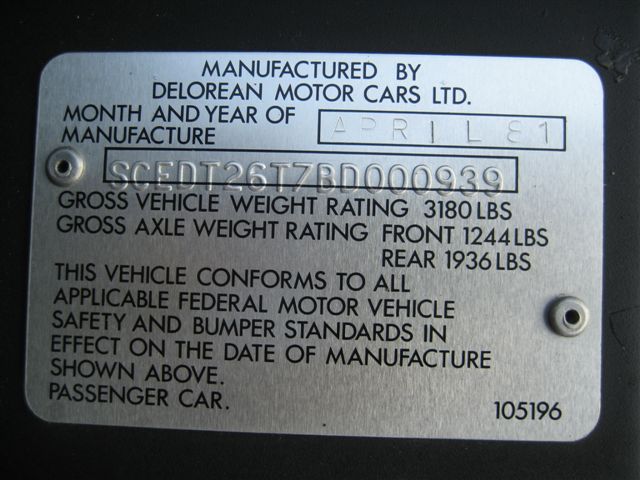 MANUFACTURED BY
DELOREAN MOTOR CARS LTD.
MONTH AND YEAR OF
MANUFACTURE
APRIL 81
SCEDT26T7BD000939
GROSS VEHICLE WEIGHT RATING 3180 LBS
GROSS AXLE WEIGHT RATING FRONT 1244 LBS
REAR 1936 LBS
THIS VEHICLE CONFORMS TO ALL
APPLICABLE FEDERAL MOTOR VEHICLE
SAFETY AND BUMPER STANDARDS IN
EFFECT ON THE DATE OF MANUFACTURE
SHOWN ABOVE.
PASSENGER CAR.
105196